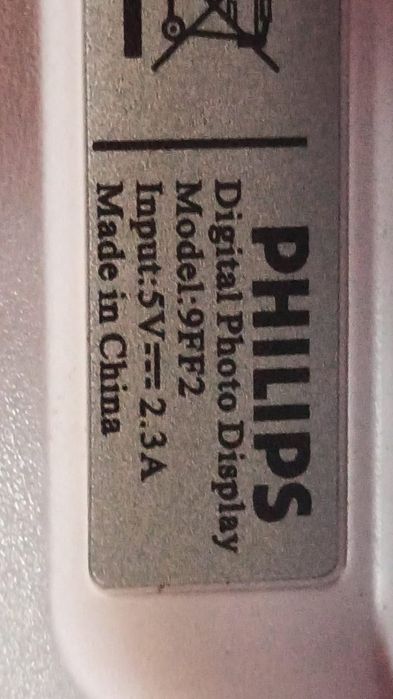 PHILIPS
Digital Photo Display
Model:9FF2
Input:5V⎓2.3A
Made in China